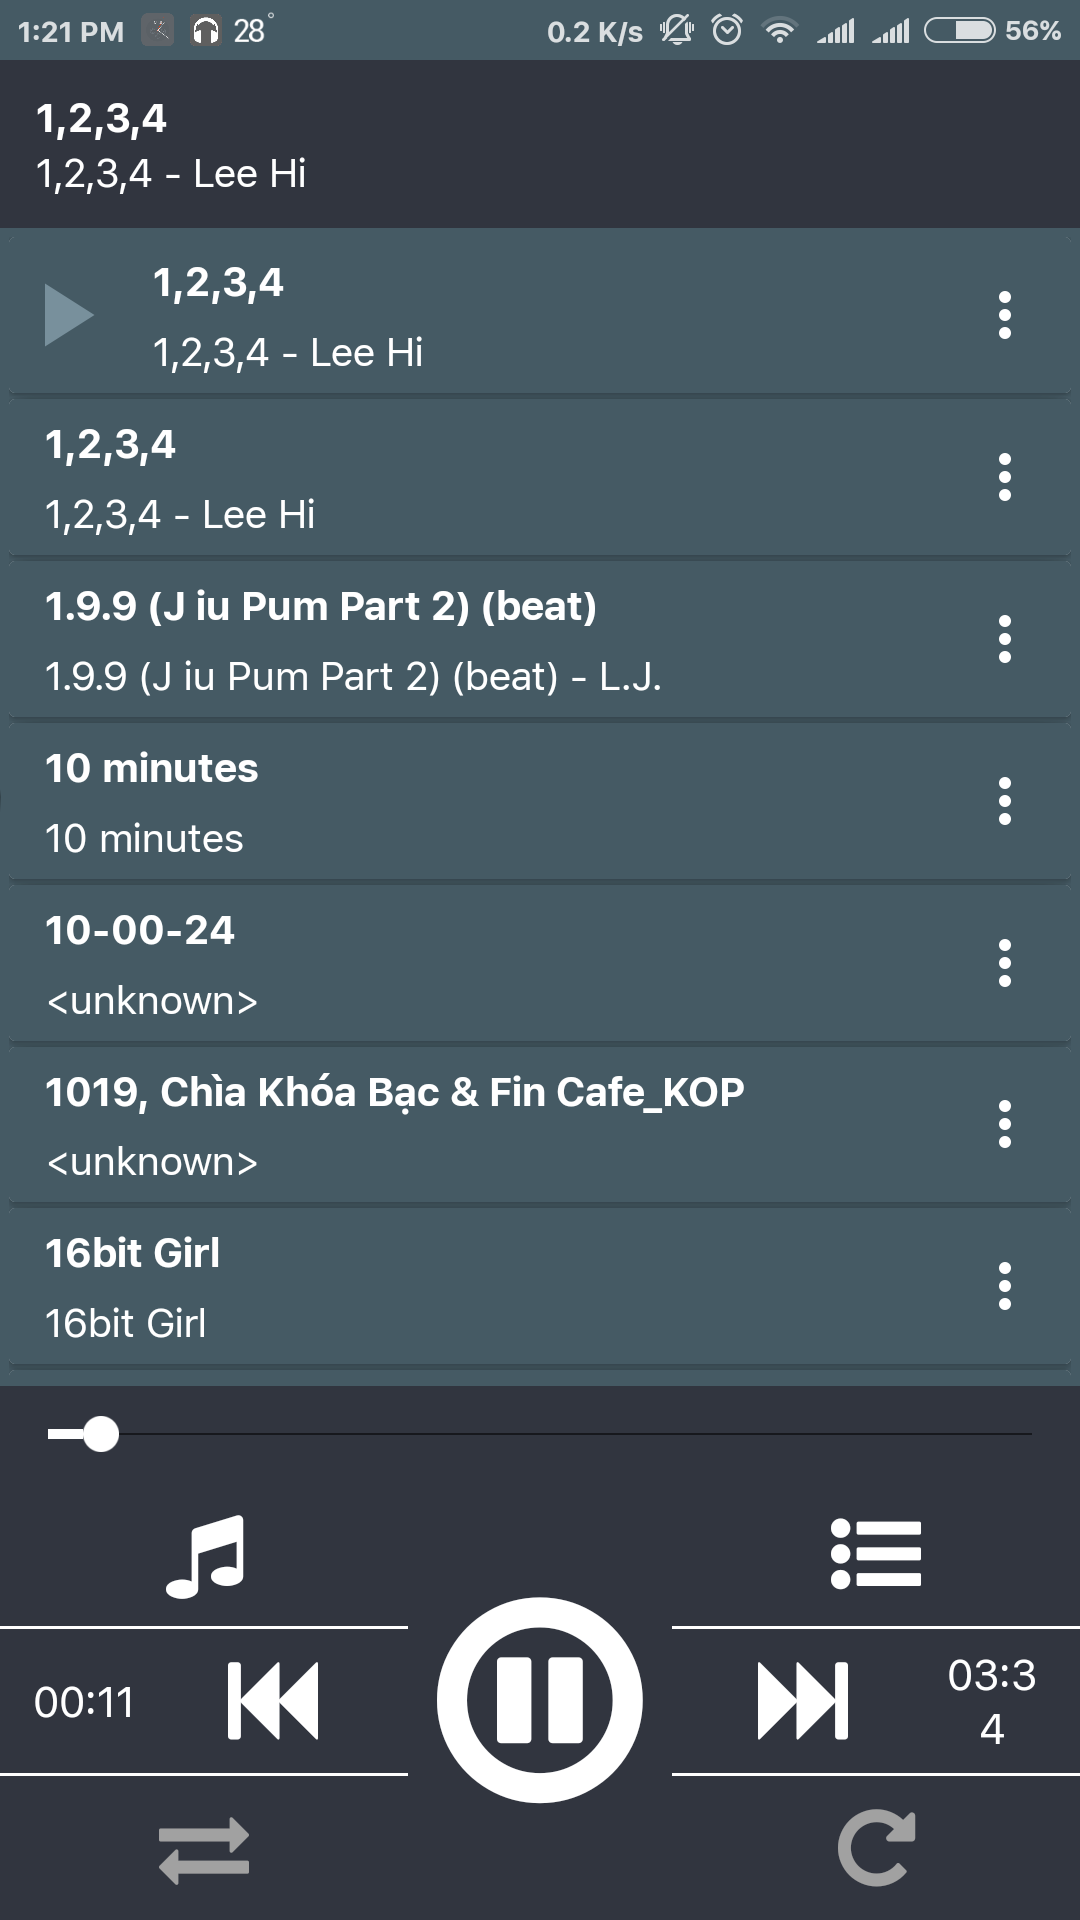 1:21 PM 28° 0.2 K/s 56%
1,2,3,4
1,2,3,4 - Lee Hi
1,2,3,4
1,2,3,4 - Lee Hi
1,2,3,4
1,2,3,4 - Lee Hi
1.9.9 (J iu Pum Part 2) (beat)
1.9.9 (J iu Pum Part 2) (beat) - L.J.
10 minutes
10 minutes
10-00-24
<unknown>
1019, Chìa Khóa Bạc & Fin Cafe_KOP
<unknown>
16bit Girl
16bit Girl
00:11
03:3
4